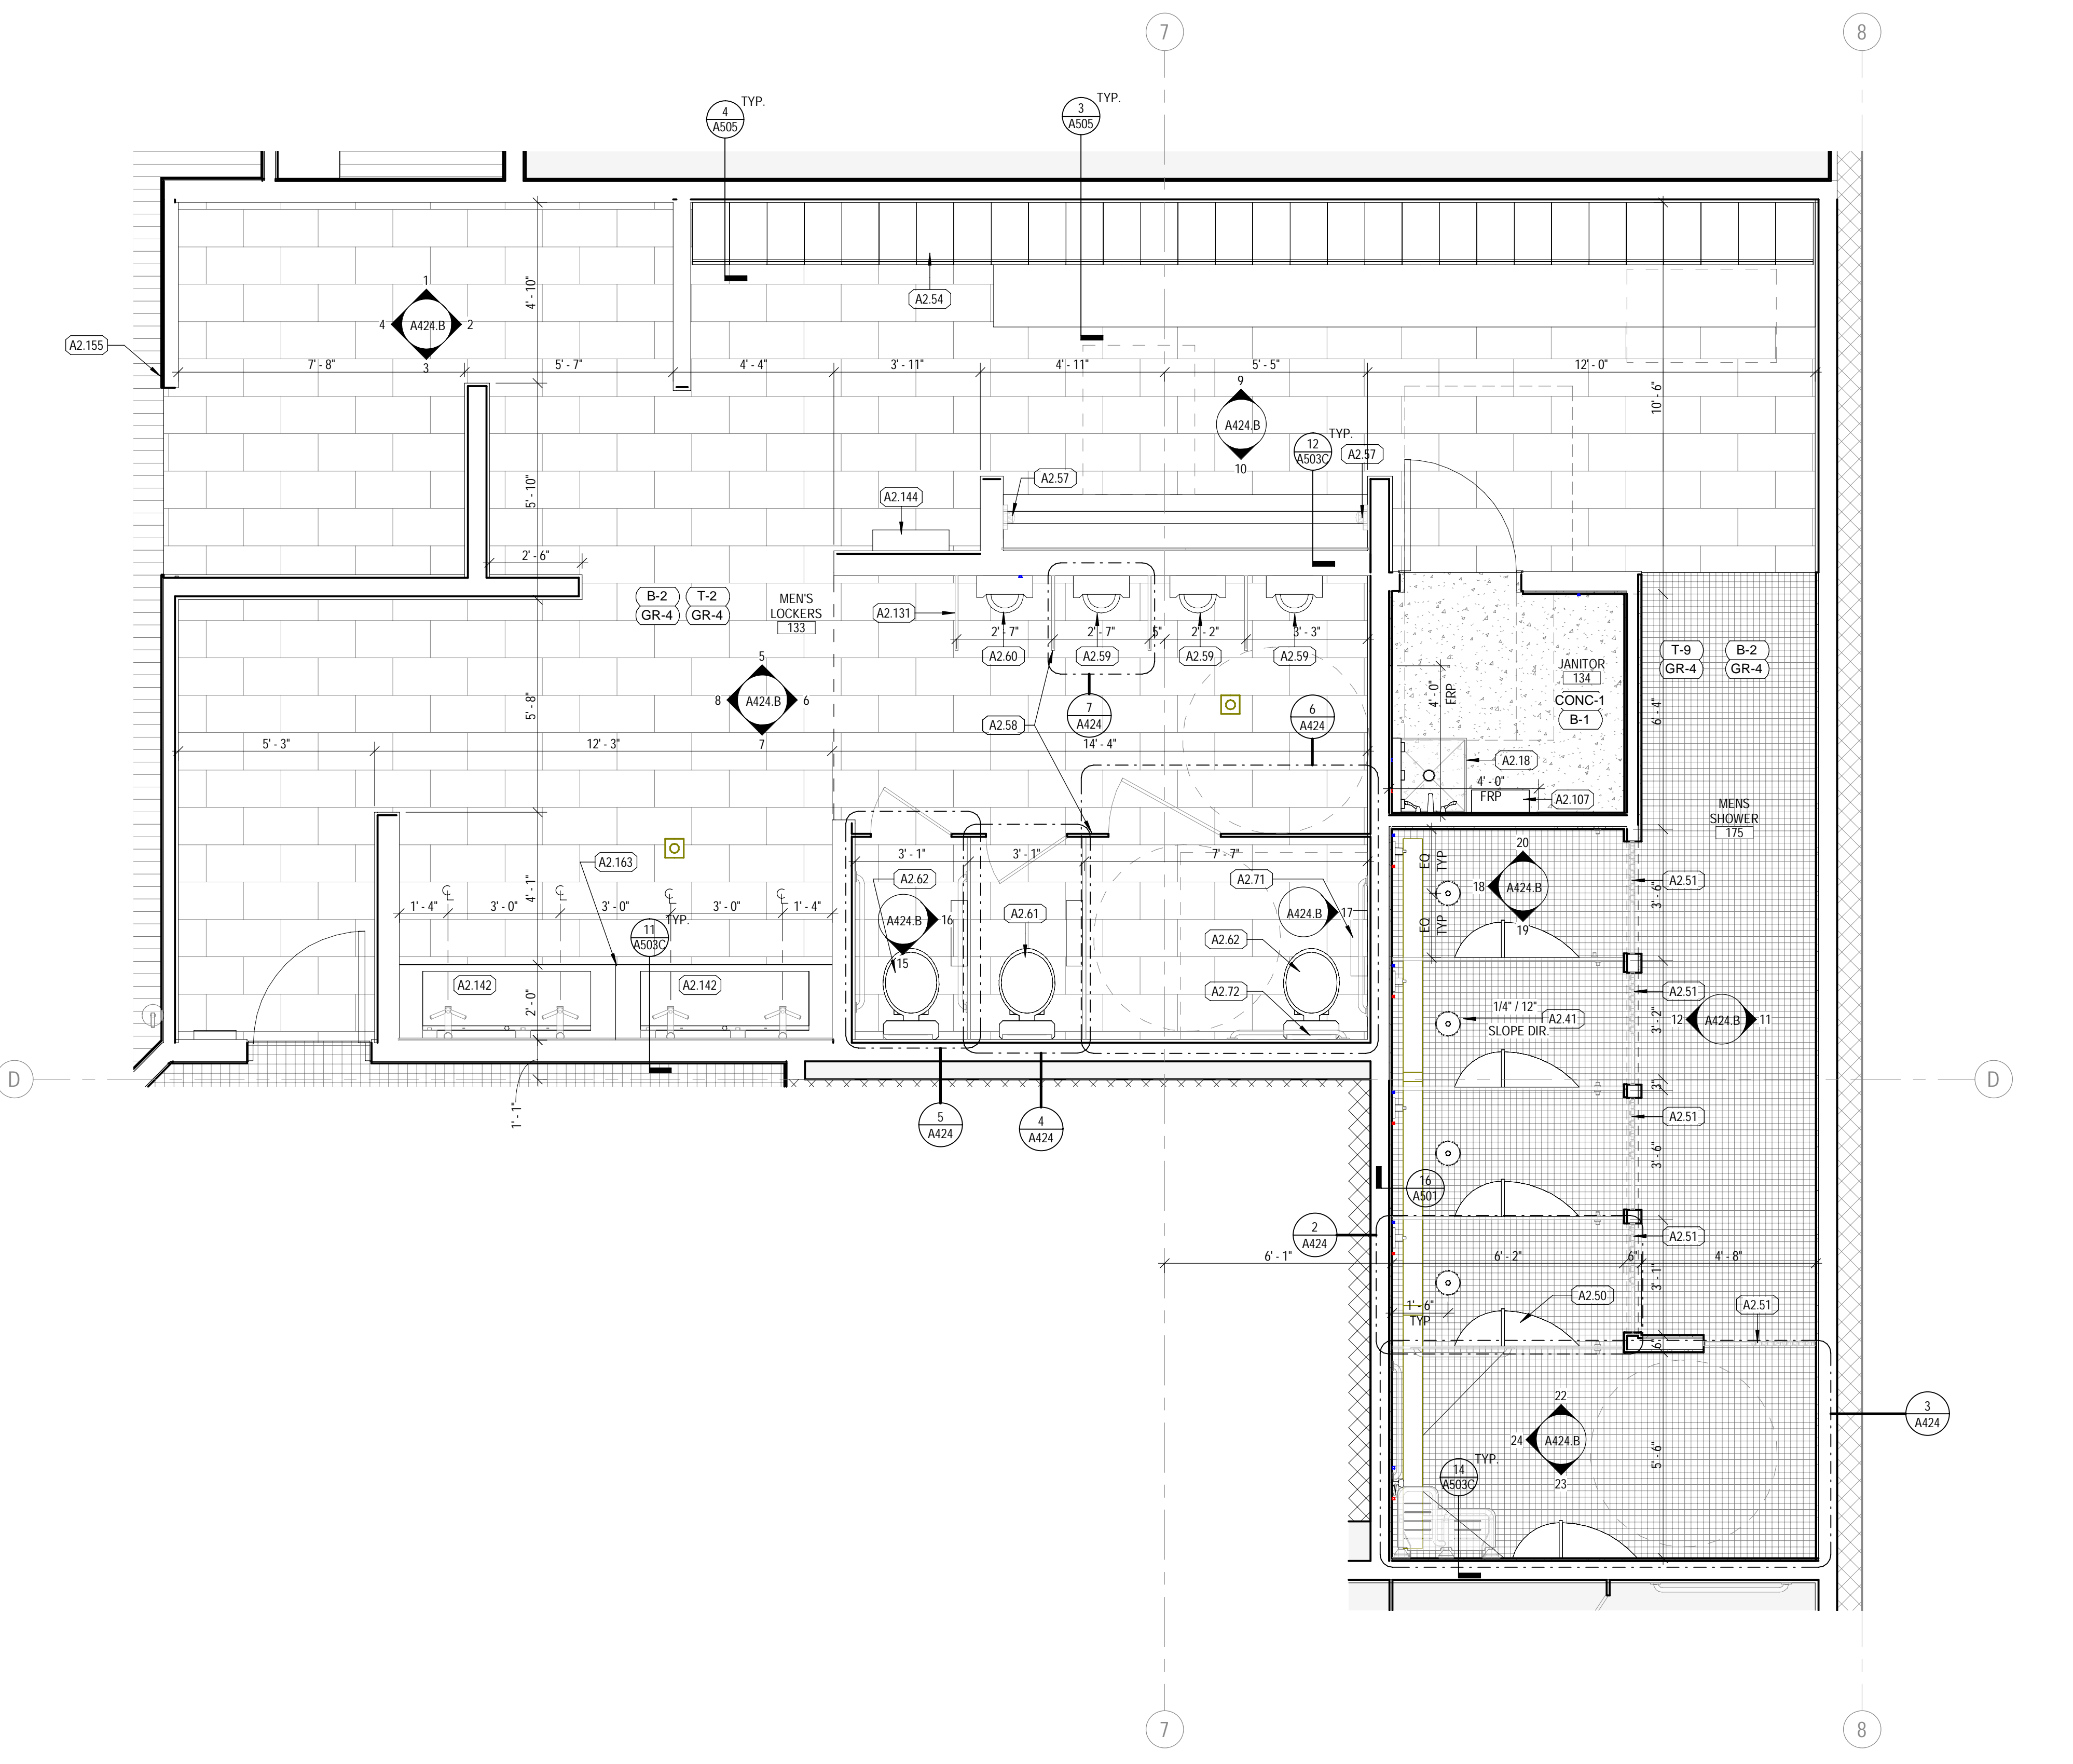 7
8
4
A505
TYP.
3
A505
TYP.
A2.54
1
4
A424.B
2
3
A2.155
4' - 10"
7' - 8"
5' - 7"
4' - 4"
3' - 11"
4' - 11"
5' - 5"
12' - 0"
10' - 6"
9
A424.B
10
12
A503C
TYP.
A2.57
A2.57
A2.144
5' - 10"
2' - 6"
B-2
GR-4
T-2
GR-4
MEN'S
LOCKERS
133
A2.131
2' - 7"
2' - 7"
5"
2' - 2"
3' - 3"
A2.60
A2.59
A2.59
A2.59
JANITOR
134
CONC-1
B-1
T-9
GR-4
B-2
GR-4
4' - 0"
FRP
6' - 4"
5
8
A424.B
6
7
5' - 8"
A2.58
7
A424
6
A424
5' - 3"
12' - 3"
14' - 4"
A2.18
4' - 0"
FRP
A2.107
MENS
SHOWER
175
A2.163
3' - 1"
3' - 1"
7' - 7"
A2.62
A2.61
A2.71
A424.B
16
15
A424.B
17
A2.62
A2.72
4' - 1"
1' - 4"
3' - 0"
3' - 0"
3' - 0"
1' - 4"
11
A503C
TYP.
A2.142
A2.142
2' - 0"
1' - 1"
EQ
TYP
EQ
TYP
20
18
A424.B
19
A2.51
3' - 6"
A2.51
3' - 2"
1/4" / 12"
SLOPE DIR.
A2.41
12
A424.B
11
D
D
3"
A2.51
3' - 6"
5
A424
4
A424
16
A501
2
A424
A2.51
6' - 1"
6' - 2"
6"
4' - 8"
3' - 1"
1' - 6"
TYP
A2.50
A2.51
6"
22
24
A424.B
23
5' - 6"
3
A424
14
A503C
TYP.
7
8